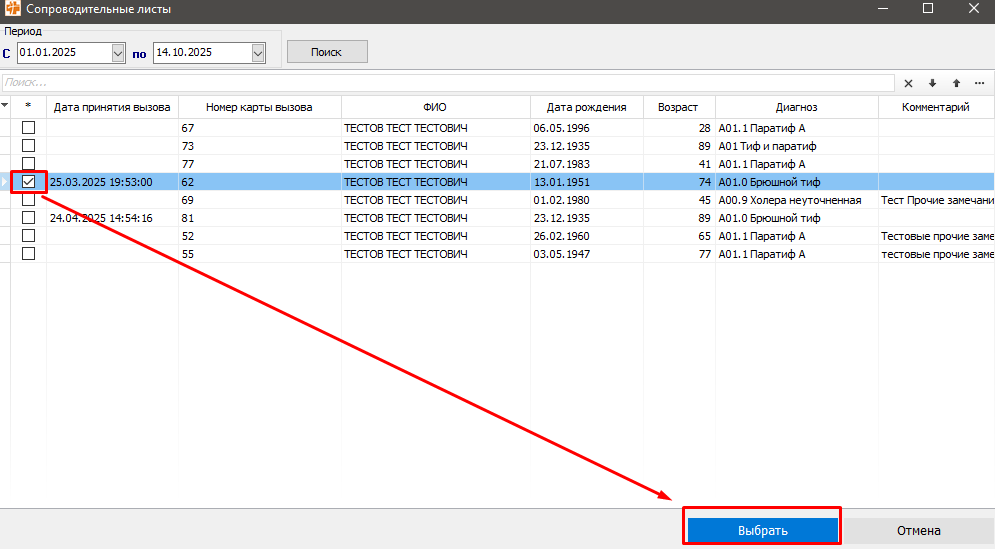 Сопроводительные листы
Период
С 01.01.2025 по 14.10.2025 Поиск
Поиск...
* Дата принятия вызова Номер карты вызова ФИО Дата рождения Возраст Диагноз Комментарий
67 ТЕСТОВ ТЕСТ ТЕСТОВИЧ 06.05.1996 28 A01.1 Паратиф A
73 ТЕСТОВ ТЕСТ ТЕСТОВИЧ 23.12.1935 89 A01 Тиф и паратиф
77 ТЕСТОВ ТЕСТ ТЕСТОВИЧ 21.07.1983 41 A01.1 Паратиф A
25.03.2025 19:53:00 62 ТЕСТОВ ТЕСТ ТЕСТОВИЧ 13.01.1951 74 A01.0 Брюшной тиф
69 ТЕСТОВ ТЕСТ ТЕСТОВИЧ 01.02.1980 45 A00.9 Холера неуточненная Тест Прочие замечани
24.04.2025 14:54:16 81 ТЕСТОВ ТЕСТ ТЕСТОВИЧ 23.12.1935 89 A01.0 Брюшной тиф
52 ТЕСТОВ ТЕСТ ТЕСТОВИЧ 26.02.1960 65 A01.1 Паратиф A Тестовые прочие заме
55 ТЕСТОВ ТЕСТ ТЕСТОВИЧ 03.05.1947 77 A01.1 Паратиф A тестовые прочие заме
Выбрать Отмена